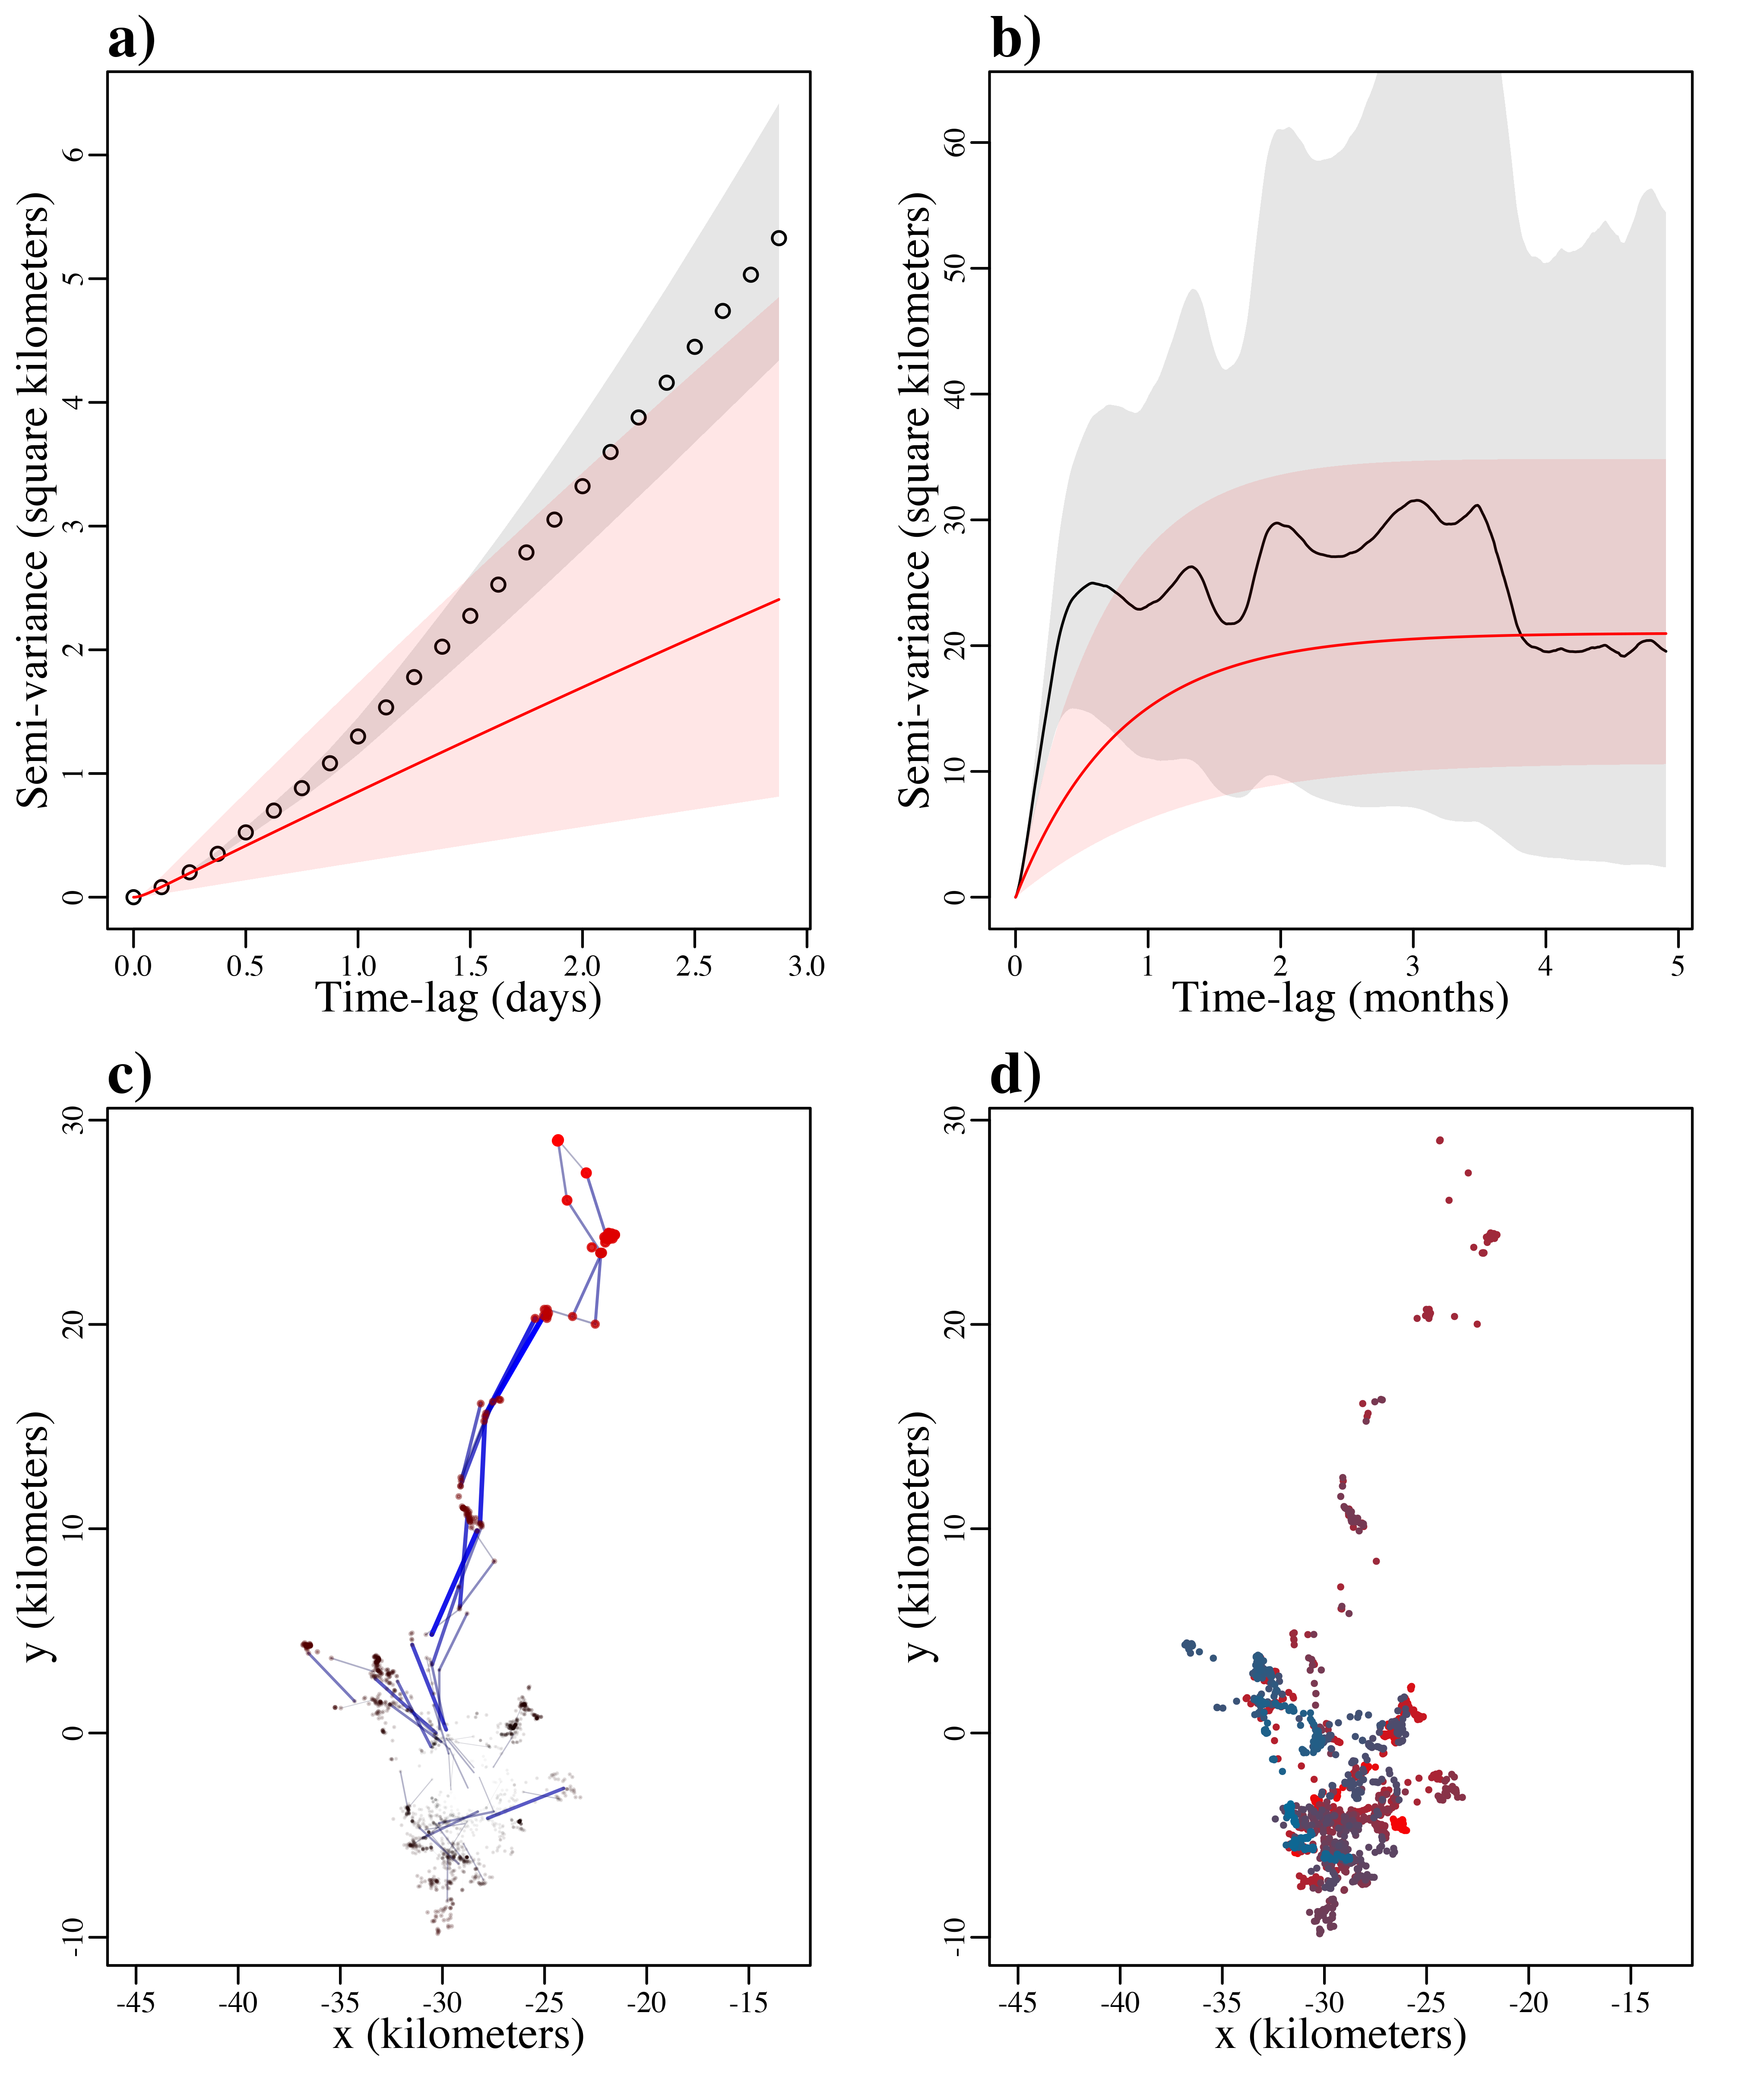 a)
Semi-variance (square kilometers)
0 1 2 3 4 5 6
0.0 0.5 1.0 1.5 2.0 2.5 3.0
Time-lag (days)
b)
Semi-variance (square kilometers)
0 10 20 30 40 50 60
0 1 2 3 4 5
Time-lag (months)
c)
y (kilometers)
-10 0 10 20 30
-45 -40 -35 -30 -25 -20 -15
x (kilometers)
d)
y (kilometers)
-10 0 10 20 30
-45 -40 -35 -30 -25 -20 -15
x (kilometers)